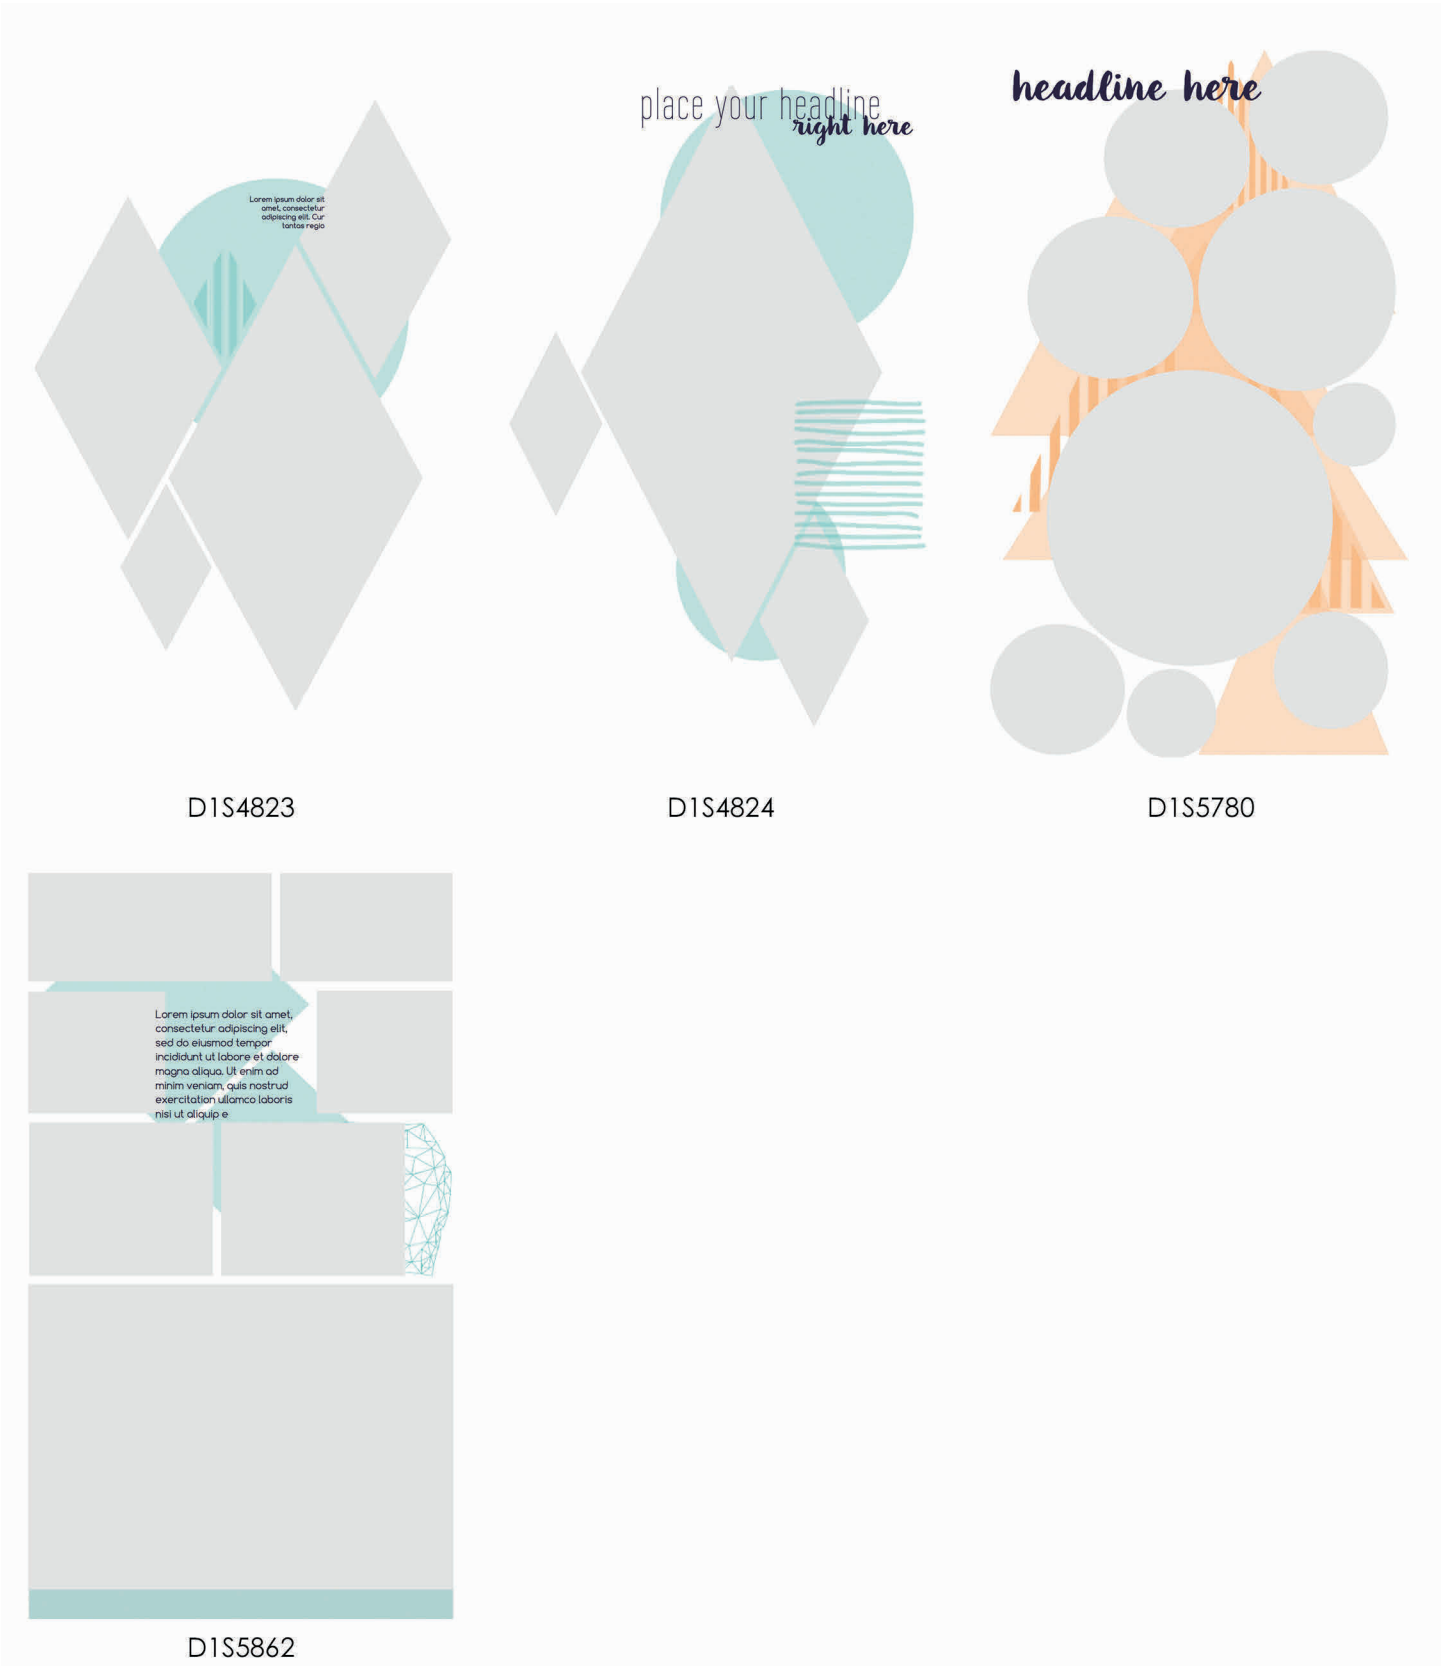 Lorem ipsum dolor sit
amet, consectetur
adipiscing elit. Cur
tantas regio
place your headline
right here
headline here
D1S4823
D1S4824
D1S5780
Lorem ipsum dolor sit amet,
consectetur adipiscing elit,
sed do eiusmod tempor
incididunt ut labore et dolore
magna aliqua. Ut enim ad
minim veniam, quis nostrud
exercitation ullamco laboris
nisi ut aliquip e
D1S5862